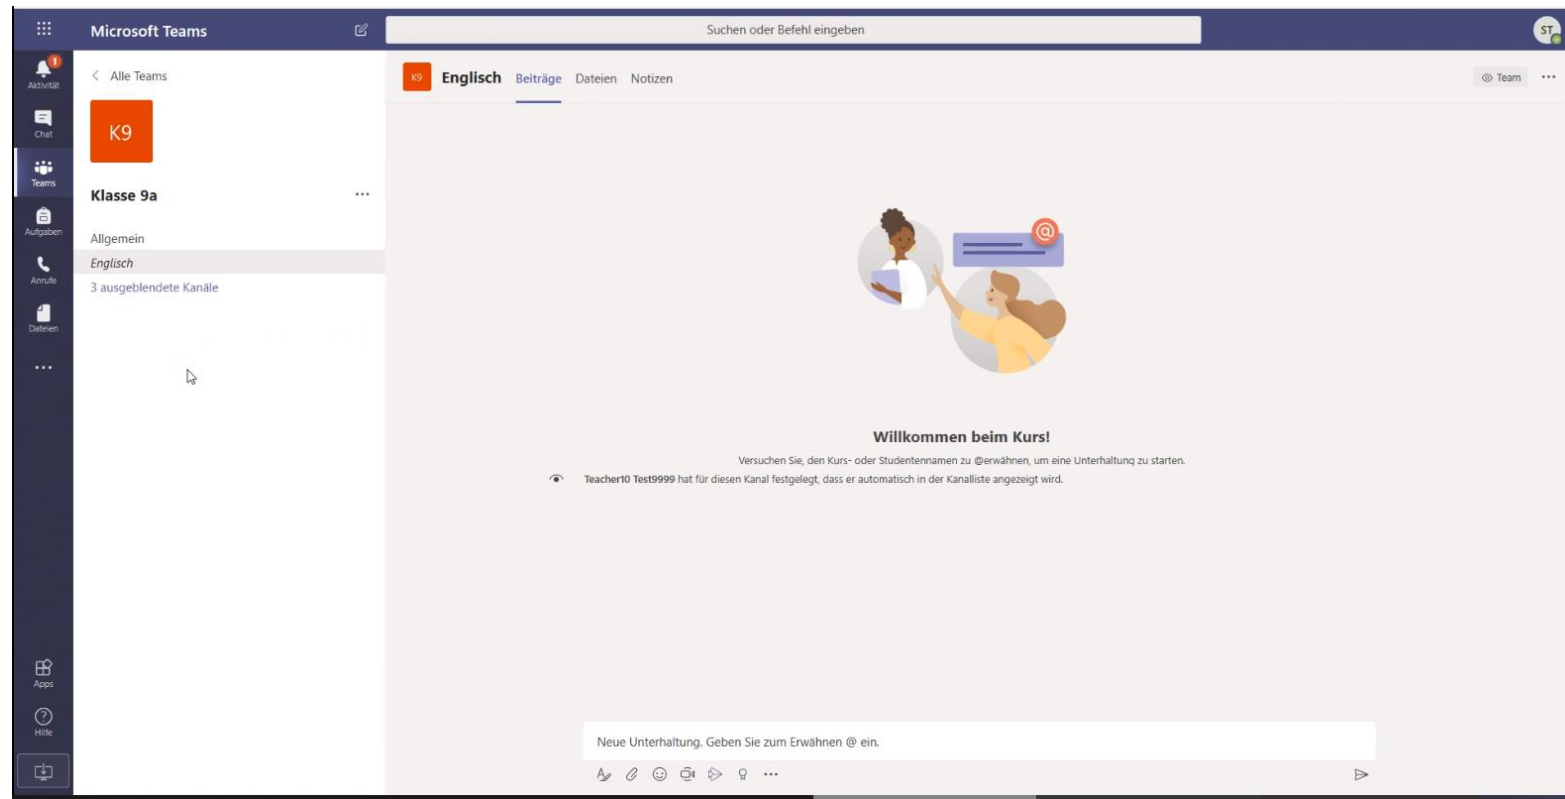 Microsoft Teams
Suchen oder Befehl eingeben
ST
1
Aktivität
Chat
Teams
Aufgaben
Anrufe
Dateien
Apps
Hilfe
Alle Teams
K9
Klasse 9a
Allgemein
Englisch
3 ausgeblendete Kanäle
K9 Englisch Beiträge Dateien Notizen
Team
@
Willkommen beim Kurs!
Versuchen Sie, den Kurs- oder Studentennamen zu @erwähnen, um eine Unterhaltung zu starten.
Teacher10 Test9999 hat für diesen Kanal festgelegt, dass er automatisch in der Kanalliste angezeigt wird.
Neue Unterhaltung. Geben Sie zum Erwähnen @ ein.